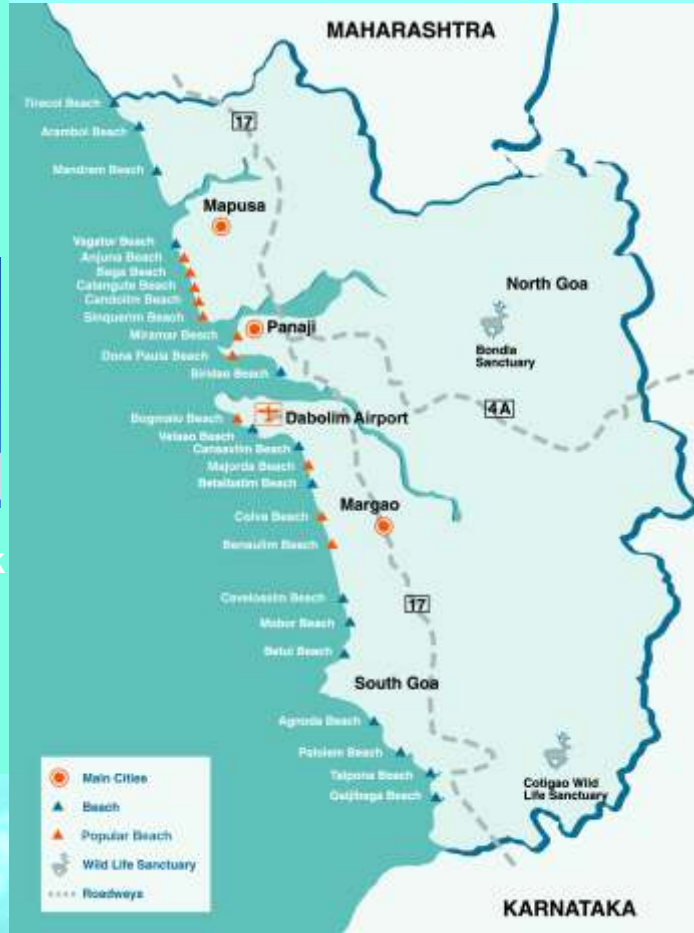 MAHARASHTRA
Tiracol Beach
Arambol Beach
17
Mandrem Beach
Mapusa
Vagator Beach
Anjuna Beach
Baga Beach
Calangute Beach
Candolim Beach
Sinquerim Beach
North Goa
Panaji
Miramar Beach
Bondla
Sanctuary
Dona Paula Beach
Siridao Beach
4A
Bogmalo Beach
Dabolim Airport
Velsao Beach
Cansavlim Beach
Majorda Beach
Betalbatim Beach
Margao
Colva Beach
Benaulim Beach
Cavelossim Beach
17
Mobor Beach
Betul Beach
South Goa
Agonda Beach
Palolem Beach
Talpona Beach
Galjibaga Beach
Cotigao Wild
Life Sanctuary
Main Cities
Beach
Popular Beach
Wild Life Sanctuary
Roadways
KARNATAKA